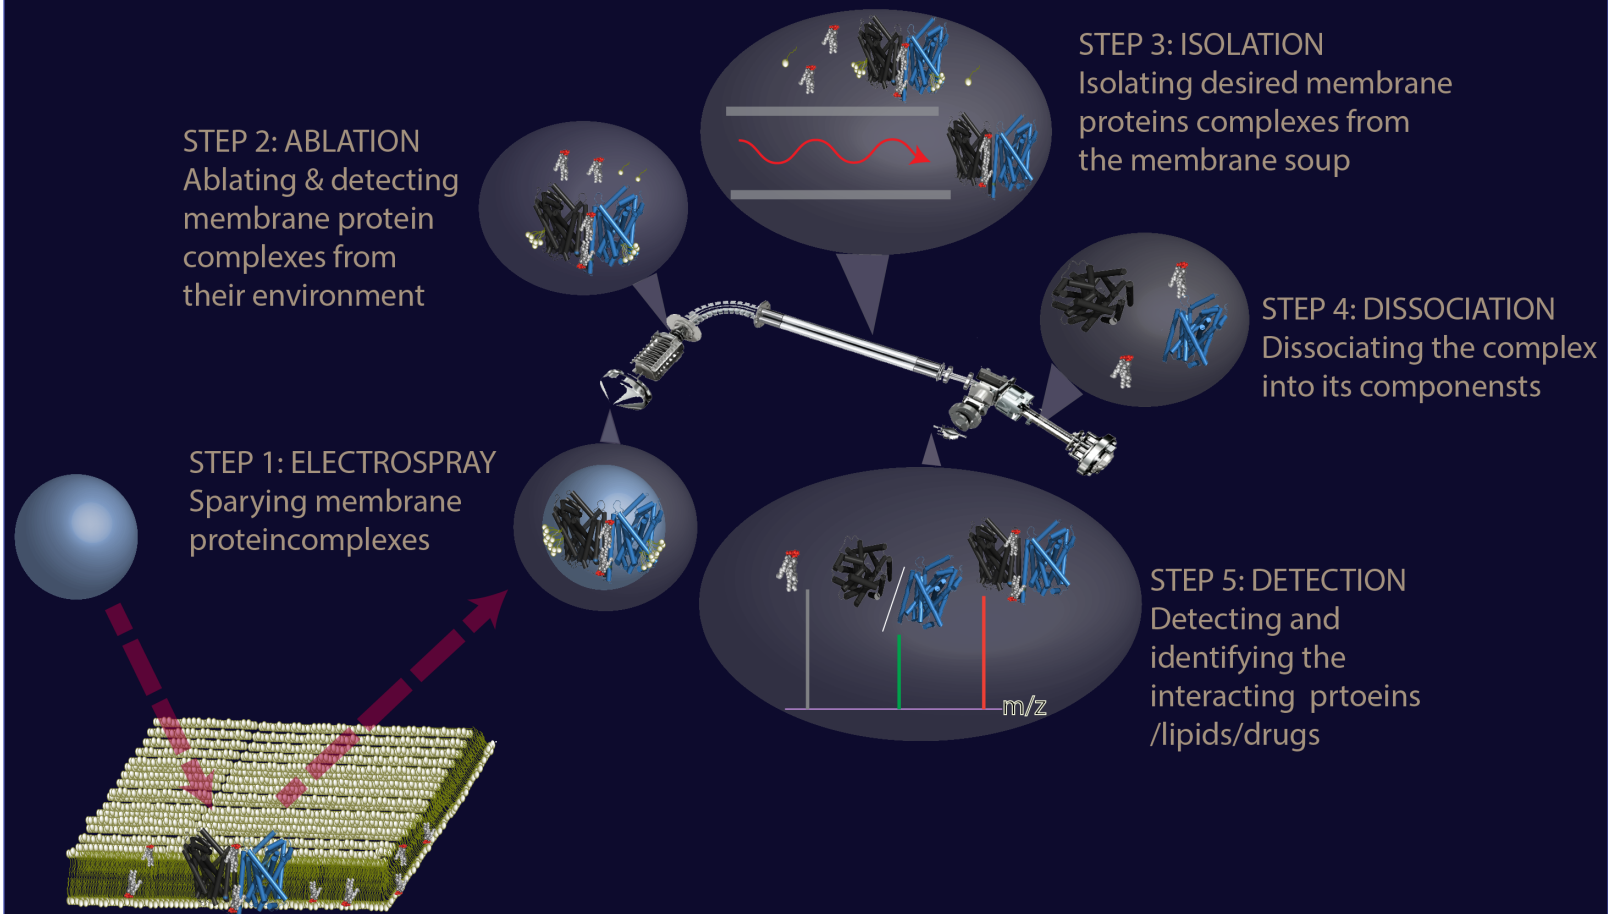 STEP 1: ELECTROSPRAY
Sparying membrane
proteincomplexes
STEP 2: ABLATION
Ablating & detecting
membrane protein
complexes from
their environment
STEP 3: ISOLATION
Isolating desired membrane
proteins complexes from
the membrane soup
STEP 4: DISSOCIATION
Dissociating the complex
into its componensts
STEP 5: DETECTION
Detecting and
identifying the
interacting prtoeins
/lipids/drugs
m/z